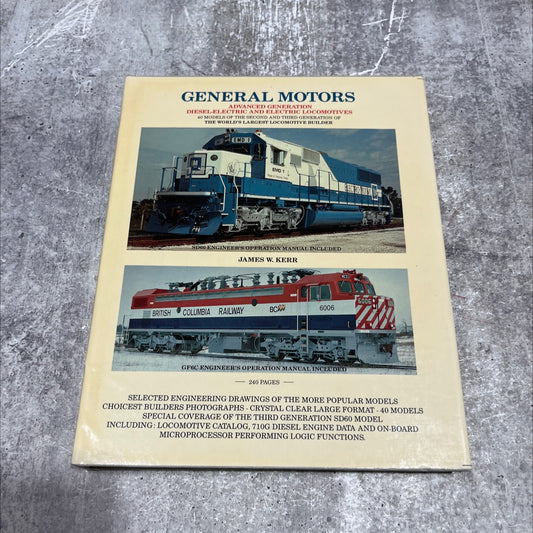 GENERAL MOTORS
ADVANCED GENERATION
DIESEL-ELECTRIC AND ELECTRIC LOCOMOTIVES
40 MODELS OF THE SECOND AND THIRD GENERATION OF
THE WORLD'S LARGEST LOCOMOTIVE BUILDER
EMD 1
EMD 1
SD60 ENGINEER'S OPERATION MANUAL INCLUDED
JAMES W. KERR
6006
BRITISH COLUMBIA RAILWAY
BC
6006
GF6C ENGINEER'S OPERATION MANUAL INCLUDED
— 240 PAGES —
SELECTED ENGINEERING DRAWINGS OF THE MORE POPULAR MODELS
CHOICEST BUILDERS PHOTOGRAPHS - CRYSTAL CLEAR LARGE FORMAT - 40 MODELS
SPECIAL COVERAGE OF THE THIRD GENERATION SD60 MODEL
INCLUDING: LOCOMOTIVE CATALOG, 710G DIESEL ENGINE DATA AND ON-BOARD
MICROPROCESSOR PERFORMING LOGIC FUNCTIONS.